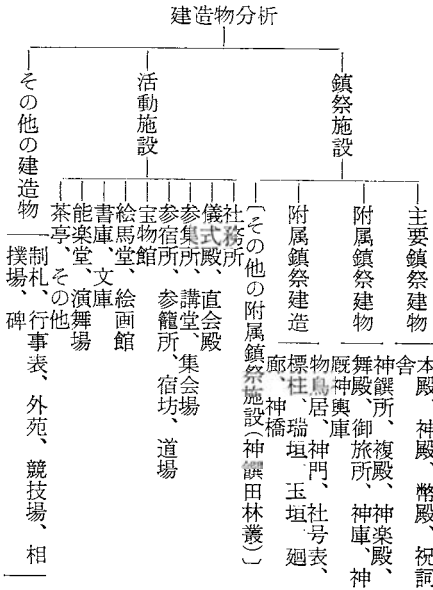 建造物分析
鎮祭施設
主要鎮祭建物
本殿、神殿、幣殿、祝詞
舎
附属鎮祭建物
神饌所、複殿、神楽殿、
舞殿、御旅所、神庫、神
厩神輿庫
附属鎮祭建造
物鳥居、神門、社号表、
標柱、瑞垣、玉垣、廻
廊、神橋
〔その他の附属鎮祭施設(神饌田林叢)〕
活動施設
社務所
儀式殿、直会殿
参集所、講堂、集会場
参宿所、参籠所、宿坊、道場
宝物館
絵馬堂、絵画館
書庫、文庫
能楽堂、演舞場
茶亭、その他
その他の建造物
制札、行事表、外苑、競技場、相
撲場、碑